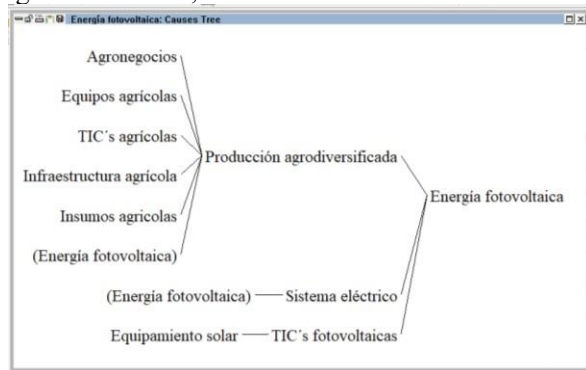 Energía fotovoltaica: Causes Tree
Agronegocios
Equipos agrícolas
TIC´s agrícolas
Infraestructura agrícola
Insumos agricolas
(Energía fotovoltaica)
Producción agrodiversificada
Energía fotovoltaica
(Energía fotovoltaica)
Sistema eléctrico
Equipamiento solar
TIC´s fotovoltaicas